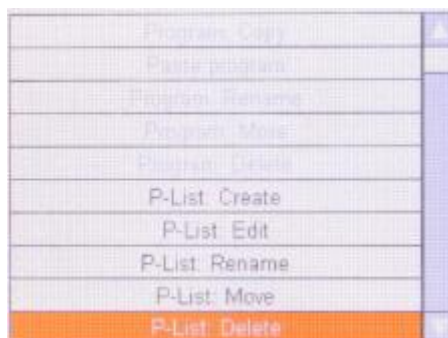 Program: Copy
Paste program
Program: Rename
Program: Move
Program: Delete
P-List: Create
P-List: Edit
P-List: Rename
P-List: Move
P-List: Delete